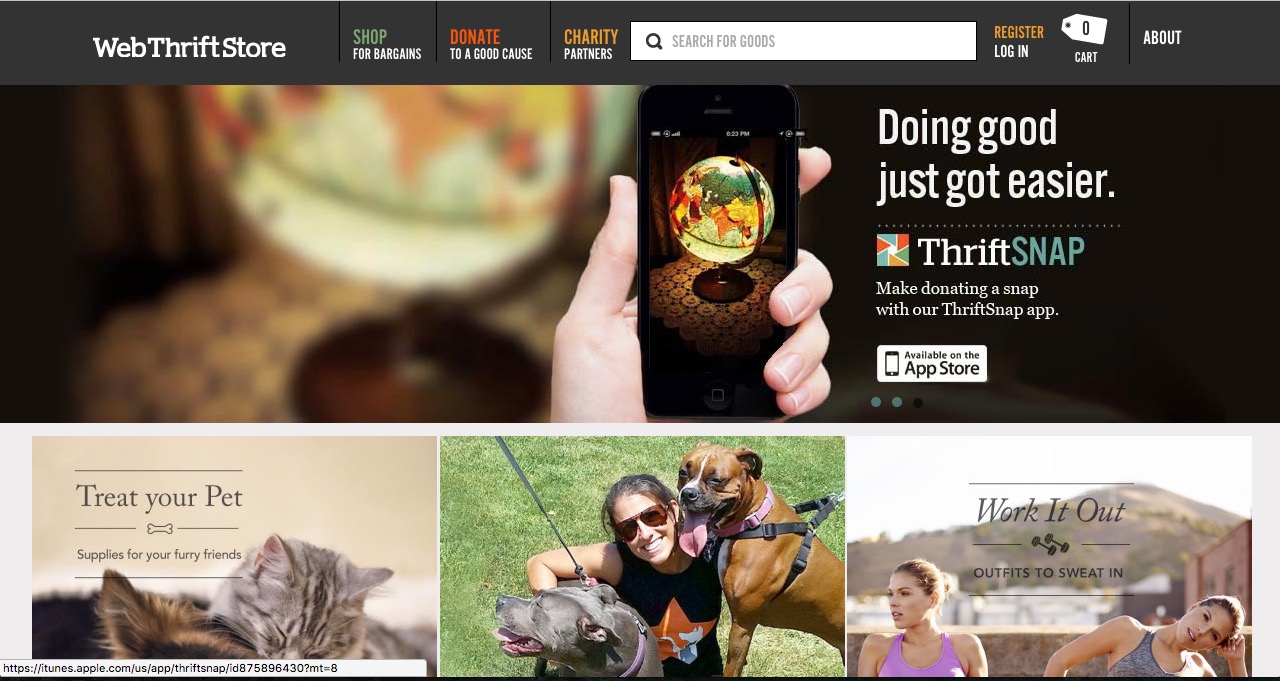 WebThriftStore
SHOP
FOR BARGAINS
DONATE
TO A GOOD CAUSE
CHARITY
PARTNERS
SEARCH FOR GOODS
REGISTER
LOG IN
0
CART
ABOUT
6:23 PM
Doing good
just got easier.
ThriftSNAP
Make donating a snap
with our ThriftSnap app.
Available on the
App Store
Treat your Pet
Supplies for your furry friends
Work It Out
OUTFITS TO SWEAT IN
https://itunes.apple.com/us/app/thriftsnap/id875896430?mt=8